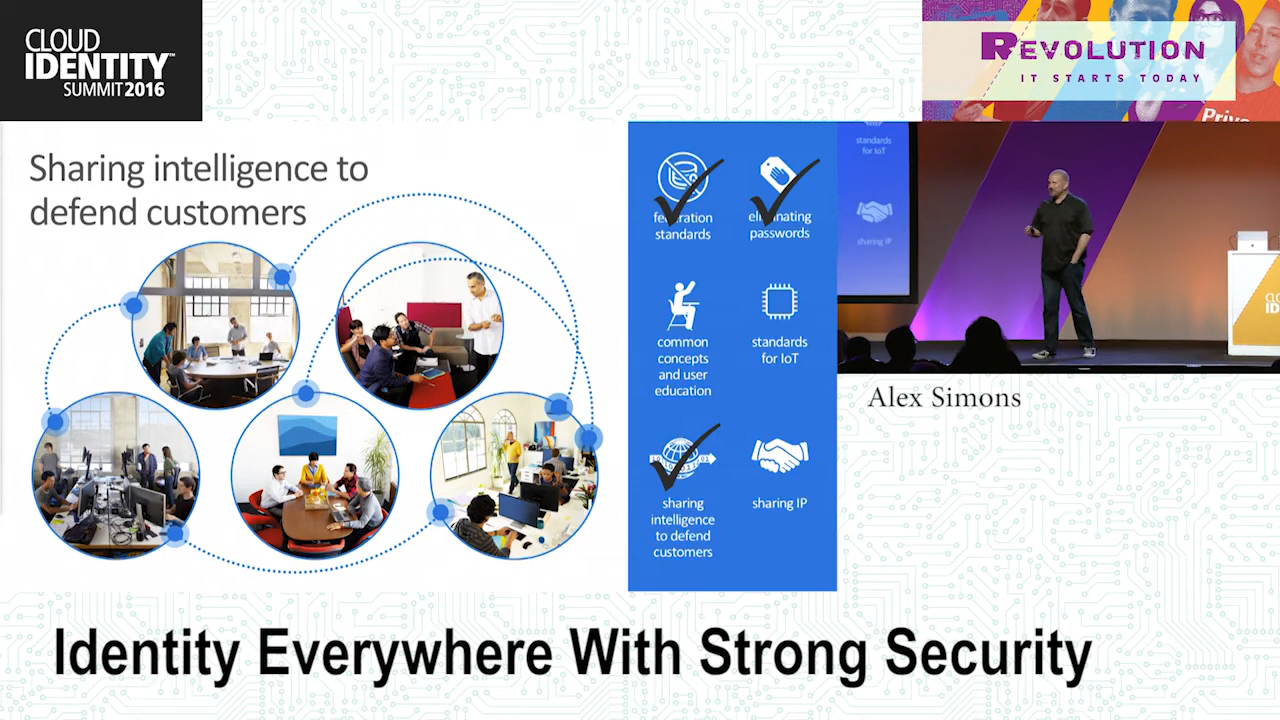 CLOUD
IDENTITY™
SUMMIT 2016
REVOLUTION
IT STARTS TODAY
Sharing intelligence to
defend customers
federation
standards
eliminating
passwords
common
concepts
and user
education
standards
for IoT
sharing
intelligence
to defend
customers
sharing IP
standards
for IoT
sharing IP
Alex Simons
Identity Everywhere With Strong Security